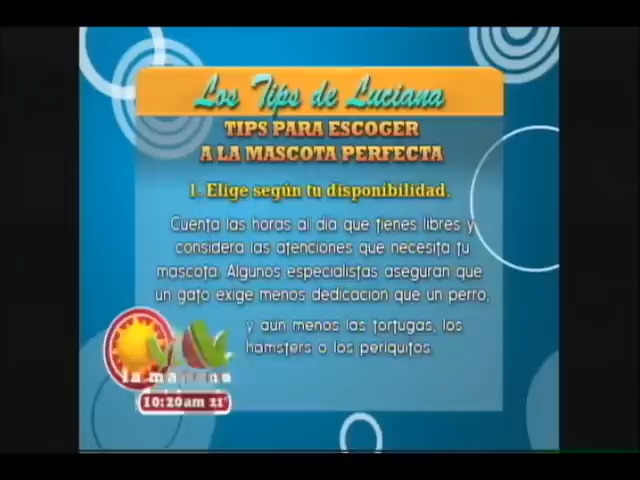 Los Tips de Luciana
TIPS PARA ESCOGER
A LA MASCOTA PERFECTA
1. Elige según tu disponibilidad.
Cuenta las horas al día que tienes libres y
considera las atenciones que necesita tu
mascota. Algunos especialistas aseguran que
un gato exige menos dedicacion que un perro,
y aun menos las tortugas, los
hamsters o los periquitos.
10:20am 21°